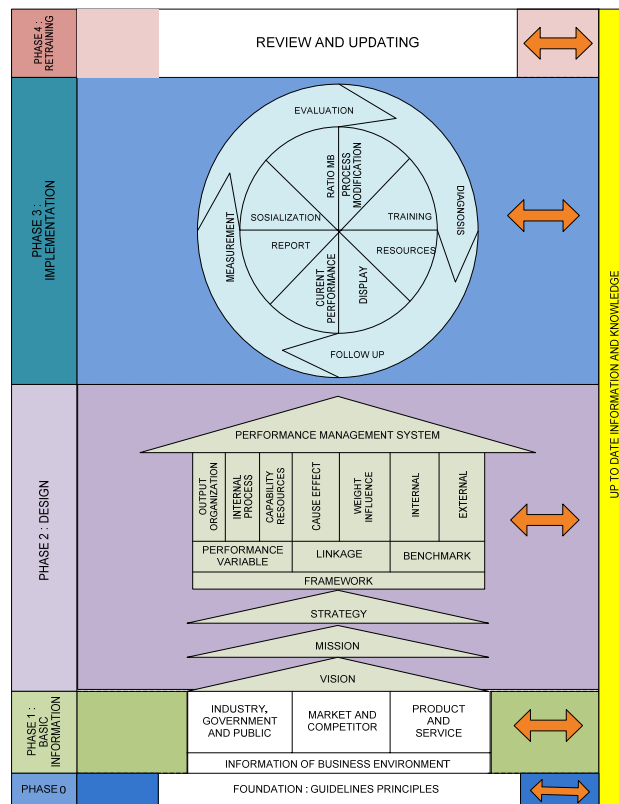 PHASE 4 :
RETRAINING
REVIEW AND UPDATING
PHASE 3 :
IMPLEMENTATION
EVALUATION
RATIO MB
PROCESS
MODIFICATION
SOSIALIZATION
TRAINING
MEASUREMENT
DIAGNOSIS
REPORT
RESOURCES
CURENT
PERFORMANCE
DISPLAY
FOLLOW UP
UP TO DATE INFORMATION AND KNOWLEDGE
PHASE 2 : DESIGN
PERFORMANCE MANAGEMENT SYSTEM
OUTPUT
ORGANIZATION
INTERNAL
PROCESS
CAPABILITY
RESOURCES
CAUSE EFFECT
WEIGHT
INFLUENCE
INTERNAL
EXTERNAL
PERFORMANCE
VARIABLE
LINKAGE
BENCHMARK
FRAMEWORK
STRATEGY
MISSION
VISION
PHASE 1 :
BASIC
INFORMATION
INDUSTRY,
GOVERNMENT
AND PUBLIC
MARKET AND
COMPETITOR
PRODUCT
AND
SERVICE
INFORMATION OF BUSINESS ENVIRONMENT
PHASE 0
FOUNDATION : GUIDELINES PRINCIPLES